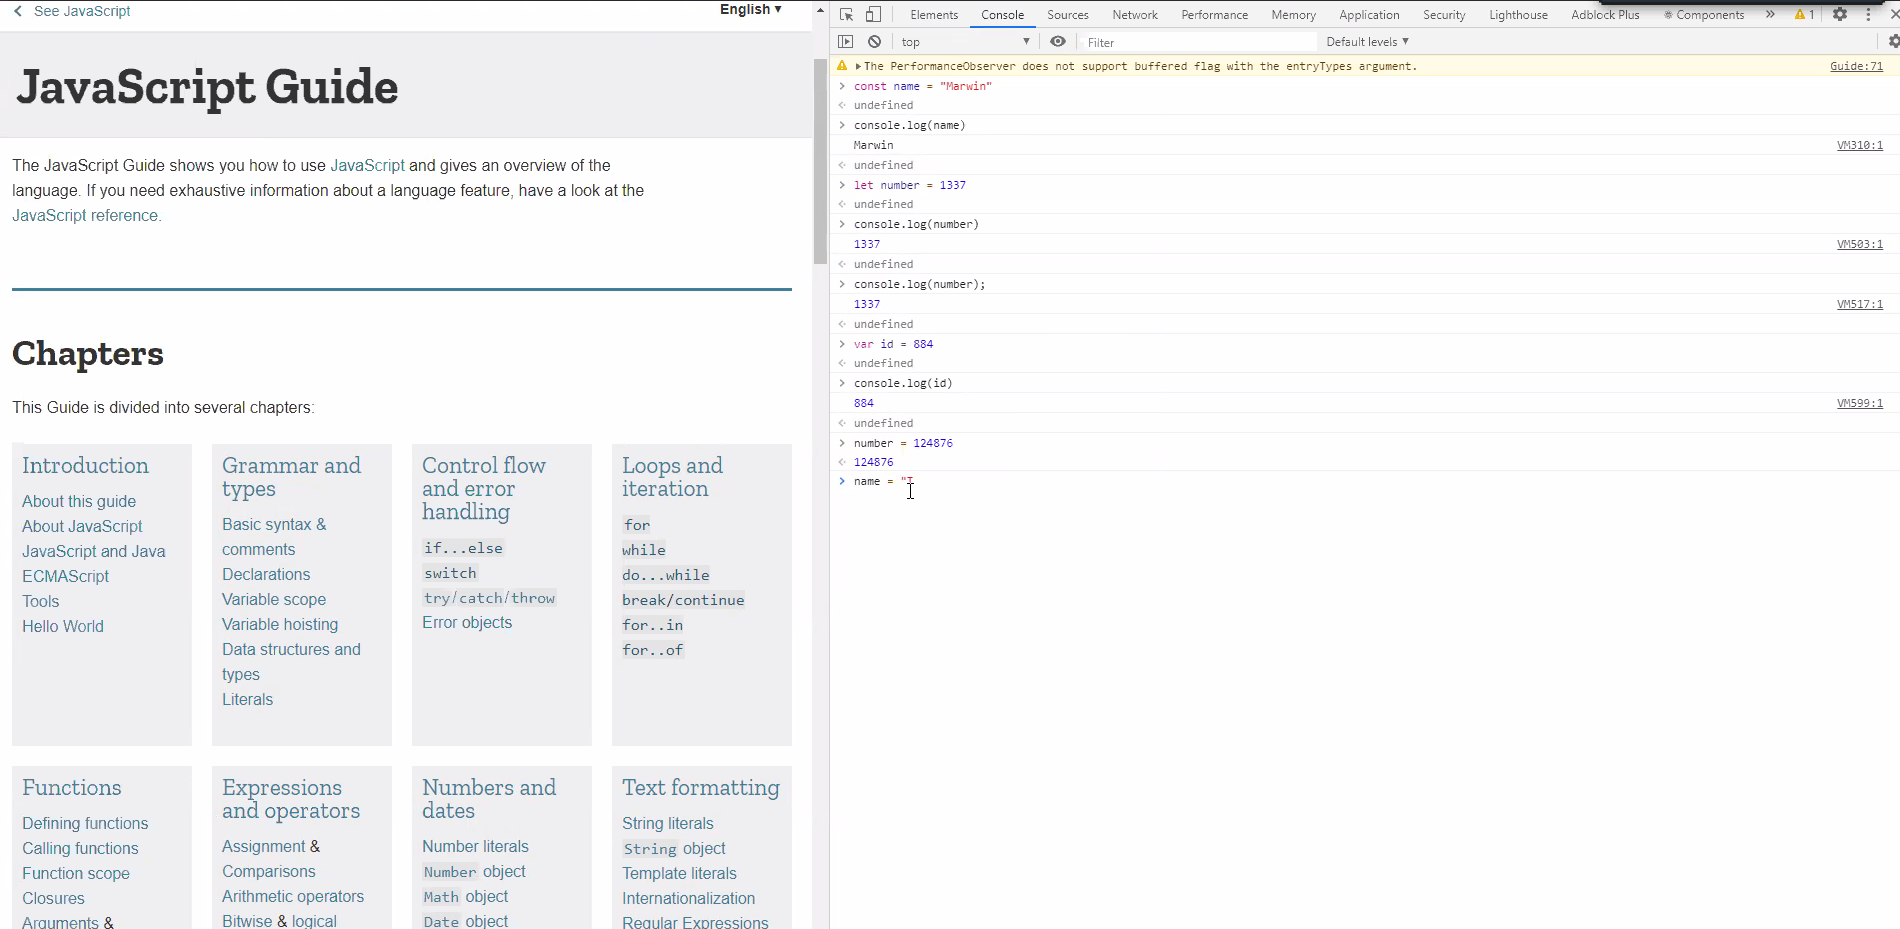 See JavaScript
English ▾
JavaScript Guide
The JavaScript Guide shows you how to use JavaScript and gives an overview of the
language. If you need exhaustive information about a language feature, have a look at the
JavaScript reference.
Chapters
This Guide is divided into several chapters:
Introduction
About this guide
About JavaScript
JavaScript and Java
ECMAScript
Tools
Hello World
Grammar and
types
Basic syntax &
comments
Declarations
Variable scope
Variable hoisting
Data structures and
types
Literals
Control flow
and error
handling
if...else
switch
try/catch/throw
Error objects
Loops and
iteration
for
while
do...while
break/continue
for..in
for..of
Functions
Defining functions
Calling functions
Function scope
Closures
Arguments &
Expressions
and operators
Assignment &
Comparisons
Arithmetic operators
Bitwise & logical
Numbers and
dates
Number literals
Number object
Math object
Date object
Text formatting
String literals
String object
Template literals
Internationalization
Regular Expressions
Elements Console Sources Network Performance Memory Application Security Lighthouse Adblock Plus Components » 1
top Filter Default levels ▾
The PerformanceObserver does not support buffered flag with the entryTypes argument. Guide:71
const name = "Marwin"
undefined
console.log(name)
Marwin VM310:1
undefined
let number = 1337
undefined
console.log(number)
1337 VM503:1
undefined
console.log(number);
1337 VM517:1
undefined
var id = 884
undefined
console.log(id)
884 VM599:1
undefined
number = 124876
124876
name = "T